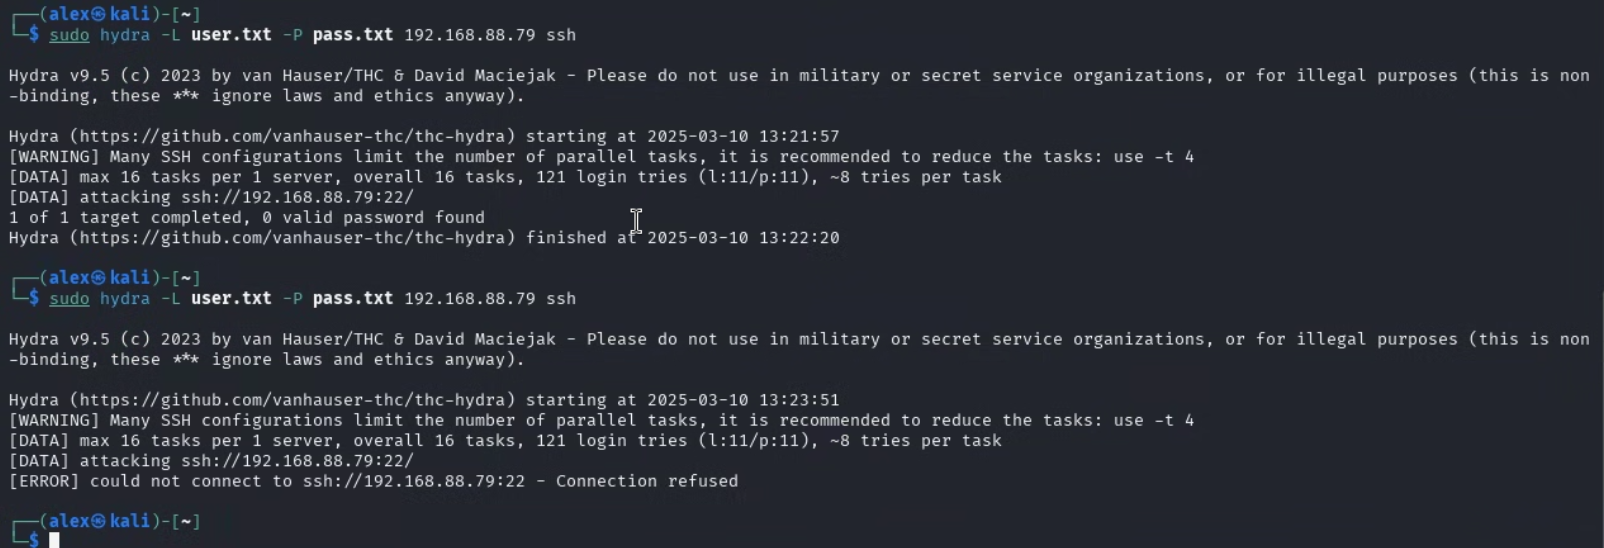 ┌──(alex㉿kali)-[~]
└─$ sudo hydra -L user.txt -P pass.txt 192.168.88.79 ssh
Hydra v9.5 (c) 2023 by van Hauser/THC & David Maciejak - Please do not use in military or secret service organizations, or for illegal purposes (this is non
-binding, these *** ignore laws and ethics anyway).
Hydra (https://github.com/vanhauser-thc/thc-hydra) starting at 2025-03-10 13:21:57
[WARNING] Many SSH configurations limit the number of parallel tasks, it is recommended to reduce the tasks: use -t 4
[DATA] max 16 tasks per 1 server, overall 16 tasks, 121 login tries (l:11/p:11), ~8 tries per task
[DATA] attacking ssh://192.168.88.79:22/
1 of 1 target completed, 0 valid password found
Hydra (https://github.com/vanhauser-thc/thc-hydra) finished at 2025-03-10 13:22:20
┌──(alex㉿kali)-[~]
└─$ sudo hydra -L user.txt -P pass.txt 192.168.88.79 ssh
Hydra v9.5 (c) 2023 by van Hauser/THC & David Maciejak - Please do not use in military or secret service organizations, or for illegal purposes (this is non
-binding, these *** ignore laws and ethics anyway).
Hydra (https://github.com/vanhauser-thc/thc-hydra) starting at 2025-03-10 13:23:51
[WARNING] Many SSH configurations limit the number of parallel tasks, it is recommended to reduce the tasks: use -t 4
[DATA] max 16 tasks per 1 server, overall 16 tasks, 121 login tries (l:11/p:11), ~8 tries per task
[DATA] attacking ssh://192.168.88.79:22/
[ERROR] could not connect to ssh://192.168.88.79:22 - Connection refused
┌──(alex㉿kali)-[~]
└─$